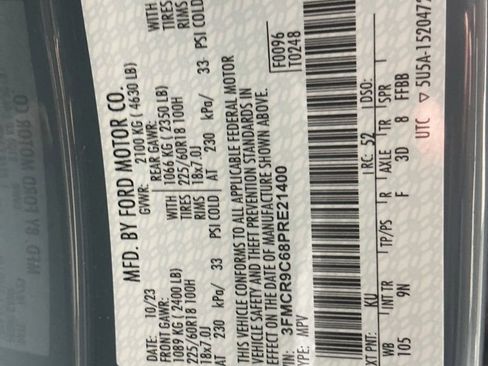 MFD. BY FORD MOTOR CO.
DATE: 10/23 GVWR: 2100 KG ( 4630 LB)
FRONT GAWR: REAR GAWR: WITH
1089 KG ( 2400 LB) WITH 1066 KG ( 2350 LB) TIRES
225/60R18 100H TIRES 225/60R18 100H RIMS
18x7.0J RIMS 18x7.0J
AT 230 kPa/ 33 PSI COLD AT 230 kPa/ 33 PSI COLD
THIS VEHICLE CONFORMS TO ALL APPLICABLE FEDERAL MOTOR
VEHICLE SAFETY AND THEFT PREVENTION STANDARDS IN
EFFECT ON THE DATE OF MANUFACTURE SHOWN ABOVE.
VIN: 3FMCR9C68PRE21400 F0096
TYPE: MPV T0248
EXT PNT: KU RC: 52 DSO:
WB INT TR TP/PS R AXLE TR SPR
105 9N F 3D 8 FFBB
UTC 5U5A-1520472